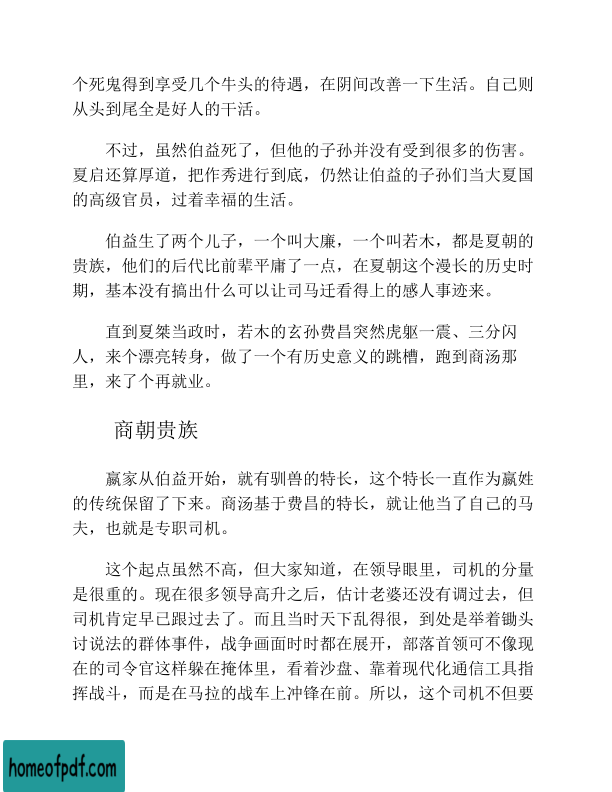 个死鬼得到享受几个牛头的待遇，在阴间改善一下生活。自己则
从头到尾全是好人的干活。
不过，虽然伯益死了，但他的子孙并没有受到很多的伤害。
夏启还算厚道，把作秀进行到底，仍然让伯益的子孙们当大夏国
的高级官员，过着幸福的生活。
伯益生了两个儿子，一个叫大廉，一个叫若木，都是夏朝的
贵族，他们的后代比前辈平庸了一点，在夏朝这个漫长的历史时
期，基本没有搞出什么可以让司马迁看得上的感人事迹来。
直到夏桀当政时，若木的玄孙费昌突然虎躯一震、三分闪
人，来个漂亮转身，做了一个有历史意义的跳槽，跑到商汤那
里，来了个再就业。
商朝贵族
嬴家从伯益开始，就有驯兽的特长，这个特长一直作为嬴姓
的传统保留了下来。商汤基于费昌的特长，就让他当了自己的马
夫，也就是专职司机。
这个起点虽然不高，但大家知道，在领导眼里，司机的分量
是很重的。现在很多领导高升之后，估计老婆还没有调过去，但
司机肯定早已跟过去了。而且当时天下乱得很，到处是举着锄头
讨说法的群体事件，战争画面时时都在展开，部落首领可不像现
在的司令官这样躲在掩体里，看着沙盘、靠着现代化通信工具指
挥战斗，而是在马拉的战车上冲锋在前。所以，这个司机不但要
homeofpdf.com